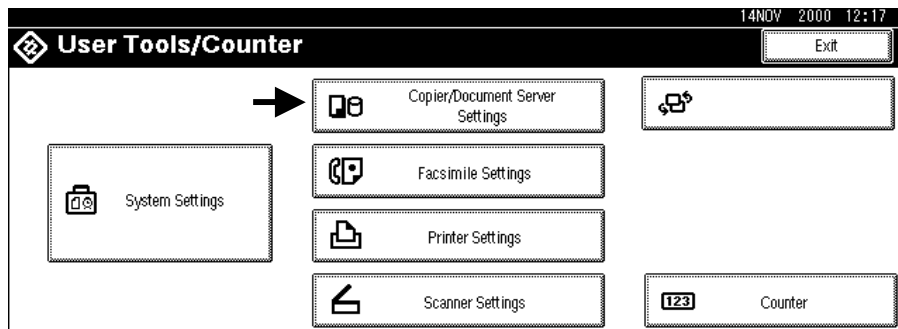 14NOV 2000 12:17
User Tools/Counter
Exit
Copier/Document Server
Settings
System Settings
Facsimile Settings
Printer Settings
Scanner Settings
123
Counter